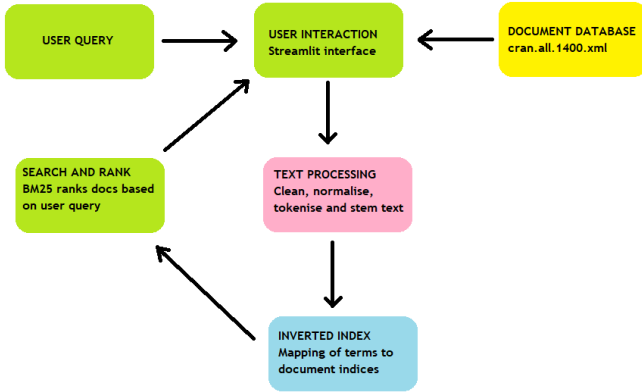 USER QUERY
USER INTERACTION
Streamlit interface
DOCUMENT DATABASE
cran.all.1400.xml
SEARCH AND RANK
BM25 ranks docs based
on user query
TEXT PROCESSING
Clean, normalise,
tokenise and stem text
INVERTED INDEX
Mapping of terms to
document indices